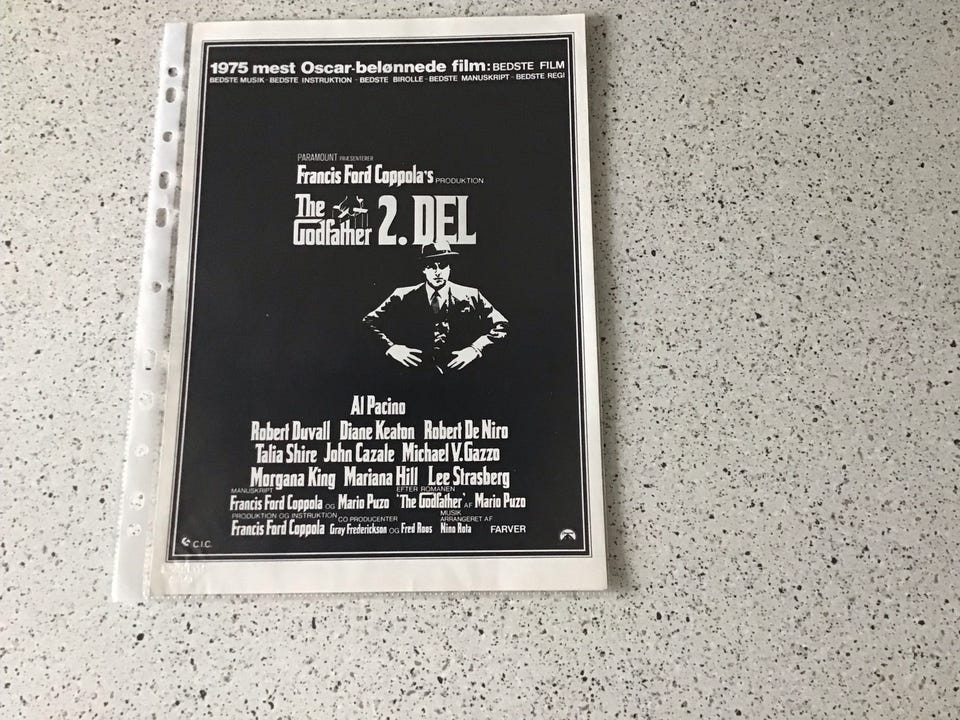 1975 mest Oscar-belønnede film: BEDSTE FILM
BEDSTE MUSIK - BEDSTE INSTRUKTION - BEDSTE BIROLLE - BEDSTE MANUSKRIPT - BEDSTE REGI
PARAMOUNT PRÆSENTERER
Francis Ford Coppola's PRODUKTION
The Godfather 2. DEL
Al Pacino
Robert Duvall Diane Keaton Robert De Niro
Talia Shire John Cazale Michael V. Gazzo
Morgana King Mariana Hill Lee Strasberg
MANUSKRIPT EFTER ROMANEN
Francis Ford Coppola OG Mario Puzo 'The Godfather' AF Mario Puzo
PRODUKTION OG INSTRUKTION CO PRODUCENTER MUSIK ARRANGERET AF
Francis Ford Coppola Gray Frederickson OG Fred Roos Nino Rota FARVER
C.I.C.